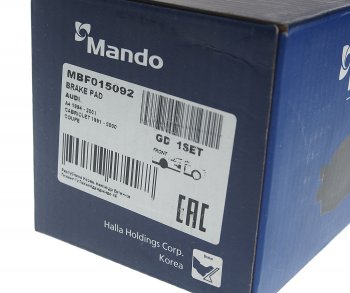 Mando
MBF015092
BRAKE PAD
AUDI.
A4 1994 - 2001
CABRIOLET 1991 - 2000
COUPE
GD 1SET
FRONT
EAC
Halla Holdings Corp.
Korea